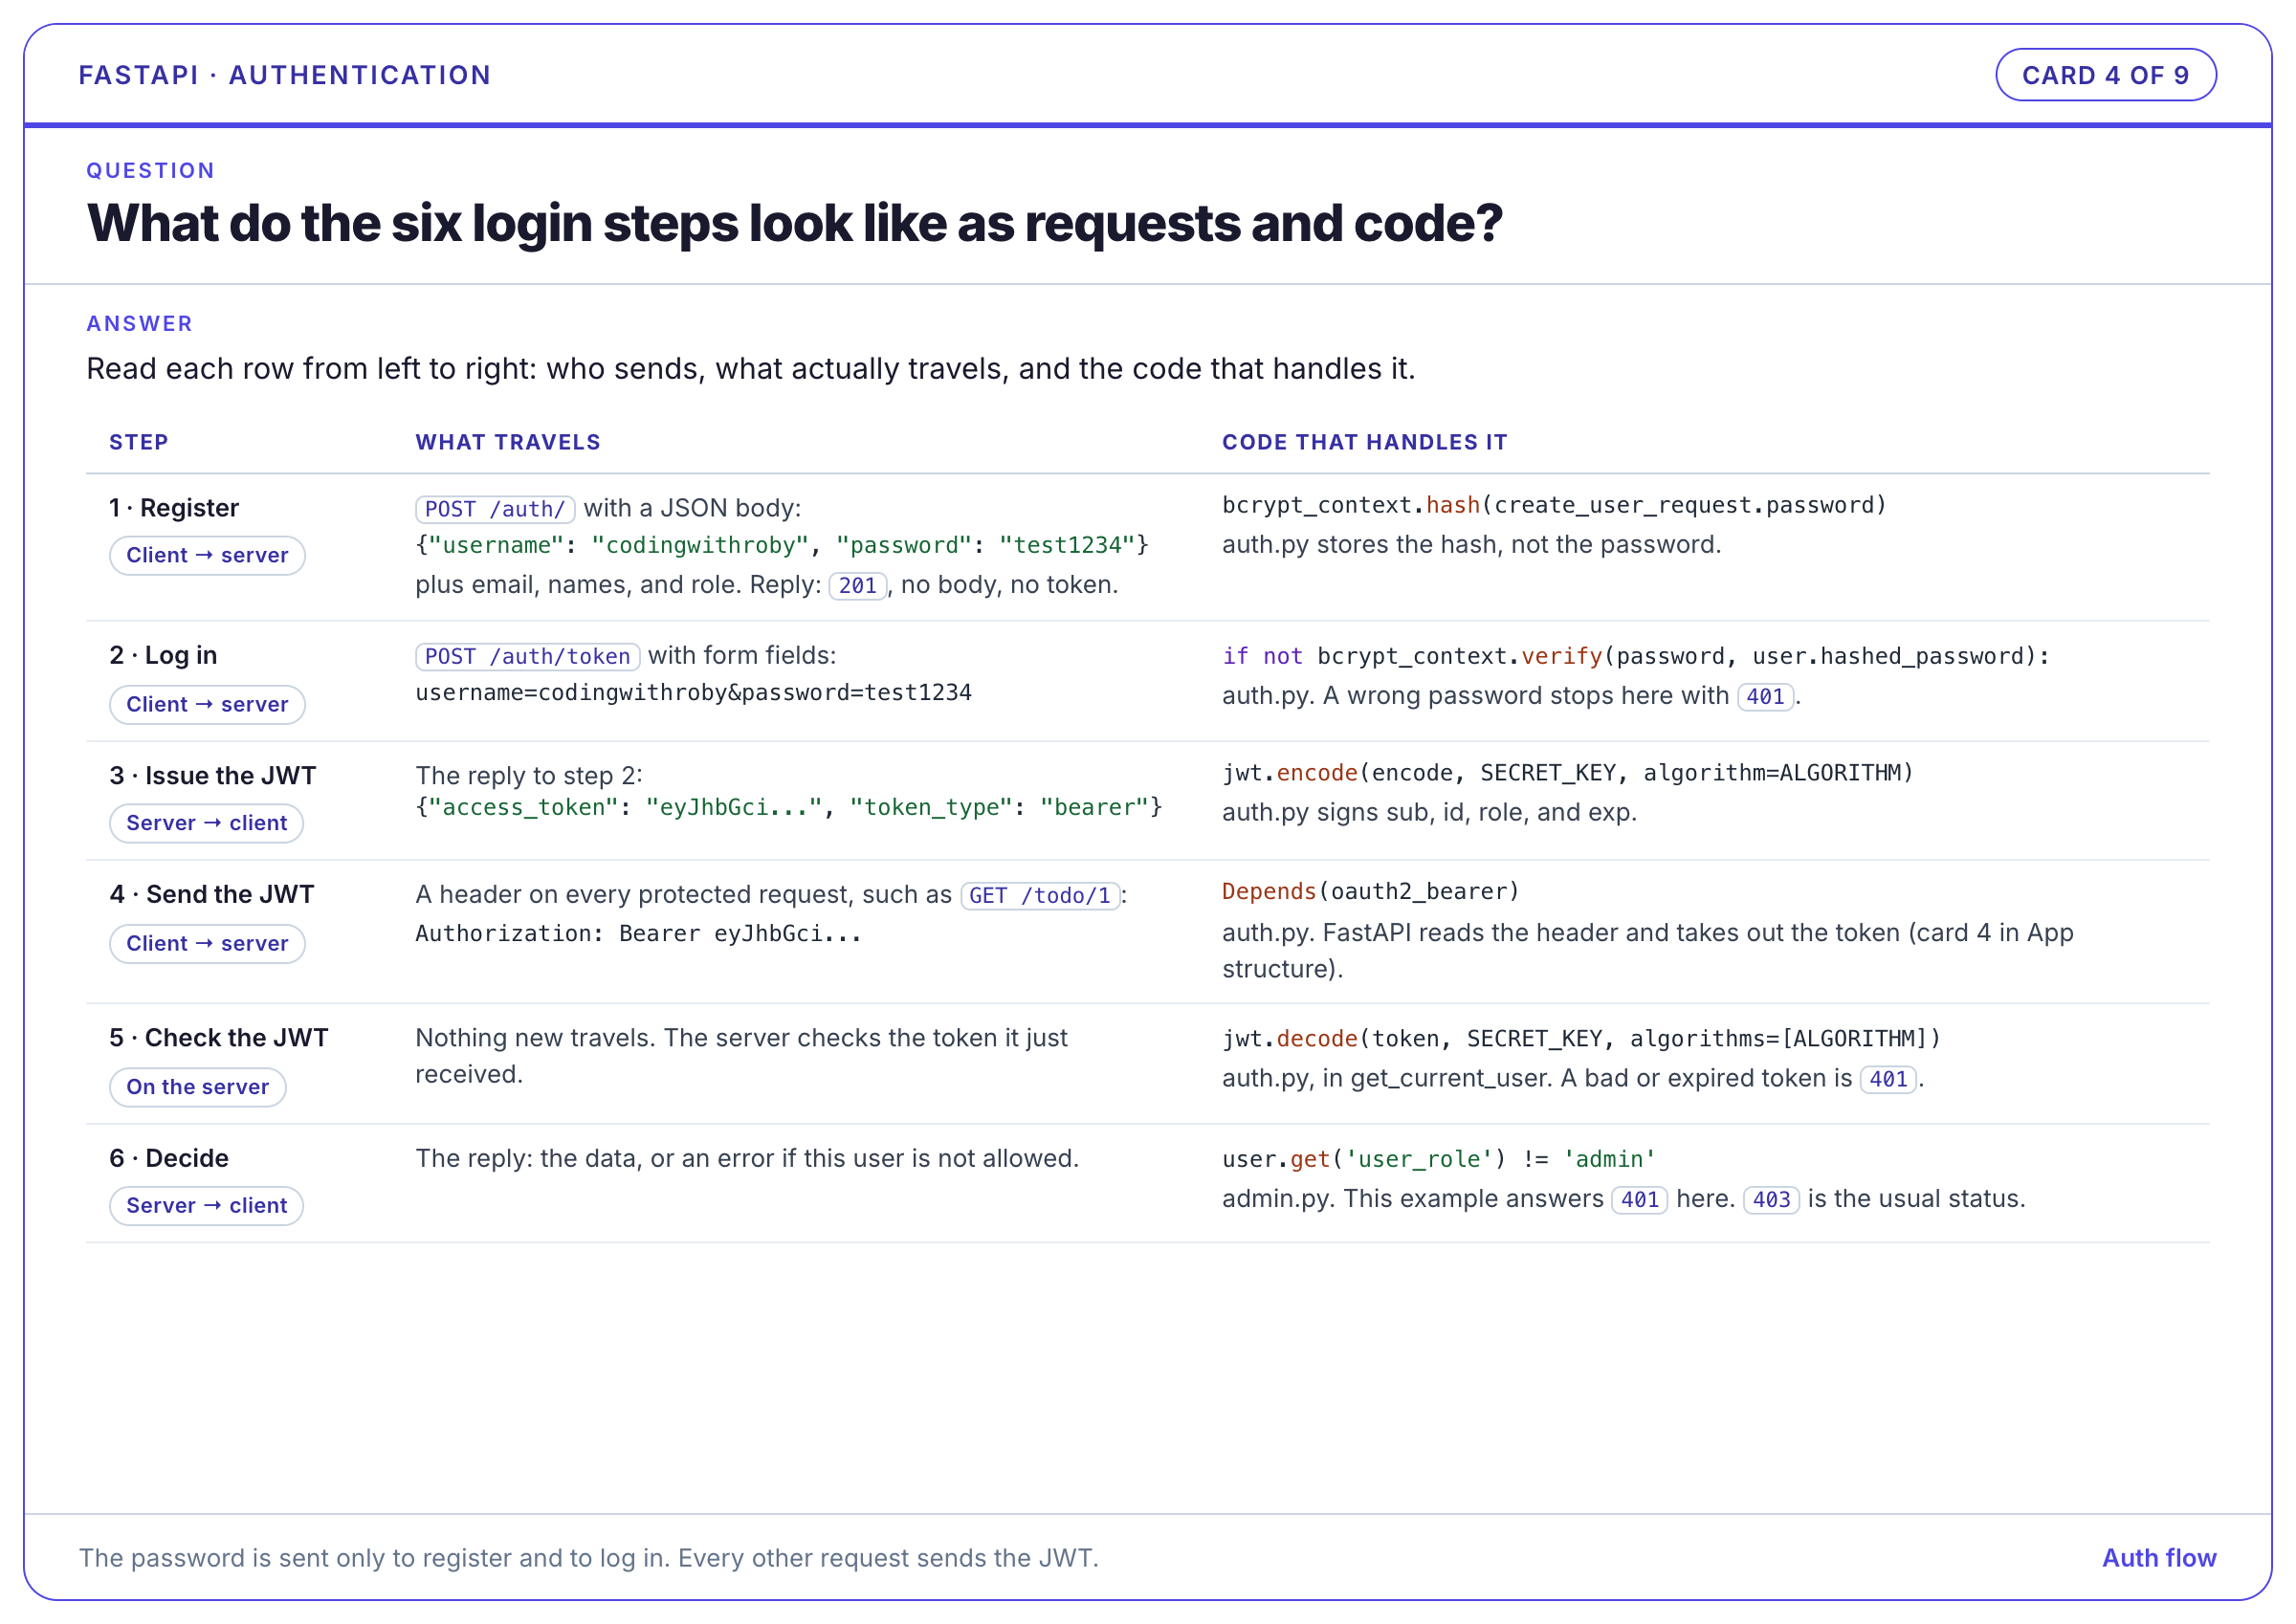 FASTAPI · AUTHENTICATION
CARD 4 OF 9
QUESTION
What do the six login steps look like as requests and code?
ANSWER
Read each row from left to right: who sends, what actually travels, and the code that handles it.
STEP
WHAT TRAVELS
CODE THAT HANDLES IT
1 · Register
Client → server
POST /auth/ with a JSON body:
{"username": "codingwithroby", "password": "test1234"}
plus email, names, and role. Reply: 201, no body, no token.
bcrypt_context.hash(create_user_request.password)
auth.py stores the hash, not the password.
2 · Log in
Client → server
POST /auth/token with form fields:
username=codingwithroby&password=test1234
if not bcrypt_context.verify(password, user.hashed_password):
auth.py. A wrong password stops here with 401.
3 · Issue the JWT
Server → client
The reply to step 2:
{"access_token": "eyJhbGci...", "token_type": "bearer"}
jwt.encode(encode, SECRET_KEY, algorithm=ALGORITHM)
auth.py signs sub, id, role, and exp.
4 · Send the JWT
Client → server
A header on every protected request, such as GET /todo/1:
Authorization: Bearer eyJhbGci...
Depends(oauth2_bearer)
auth.py. FastAPI reads the header and takes out the token (card 4 in App
structure).
5 · Check the JWT
On the server
Nothing new travels. The server checks the token it just
received.
jwt.decode(token, SECRET_KEY, algorithms=[ALGORITHM])
auth.py, in get_current_user. A bad or expired token is 401.
6 · Decide
Server → client
The reply: the data, or an error if this user is not allowed.
user.get('user_role') != 'admin'
admin.py. This example answers 401 here. 403 is the usual status.
The password is sent only to register and to log in. Every other request sends the JWT.
Auth flow